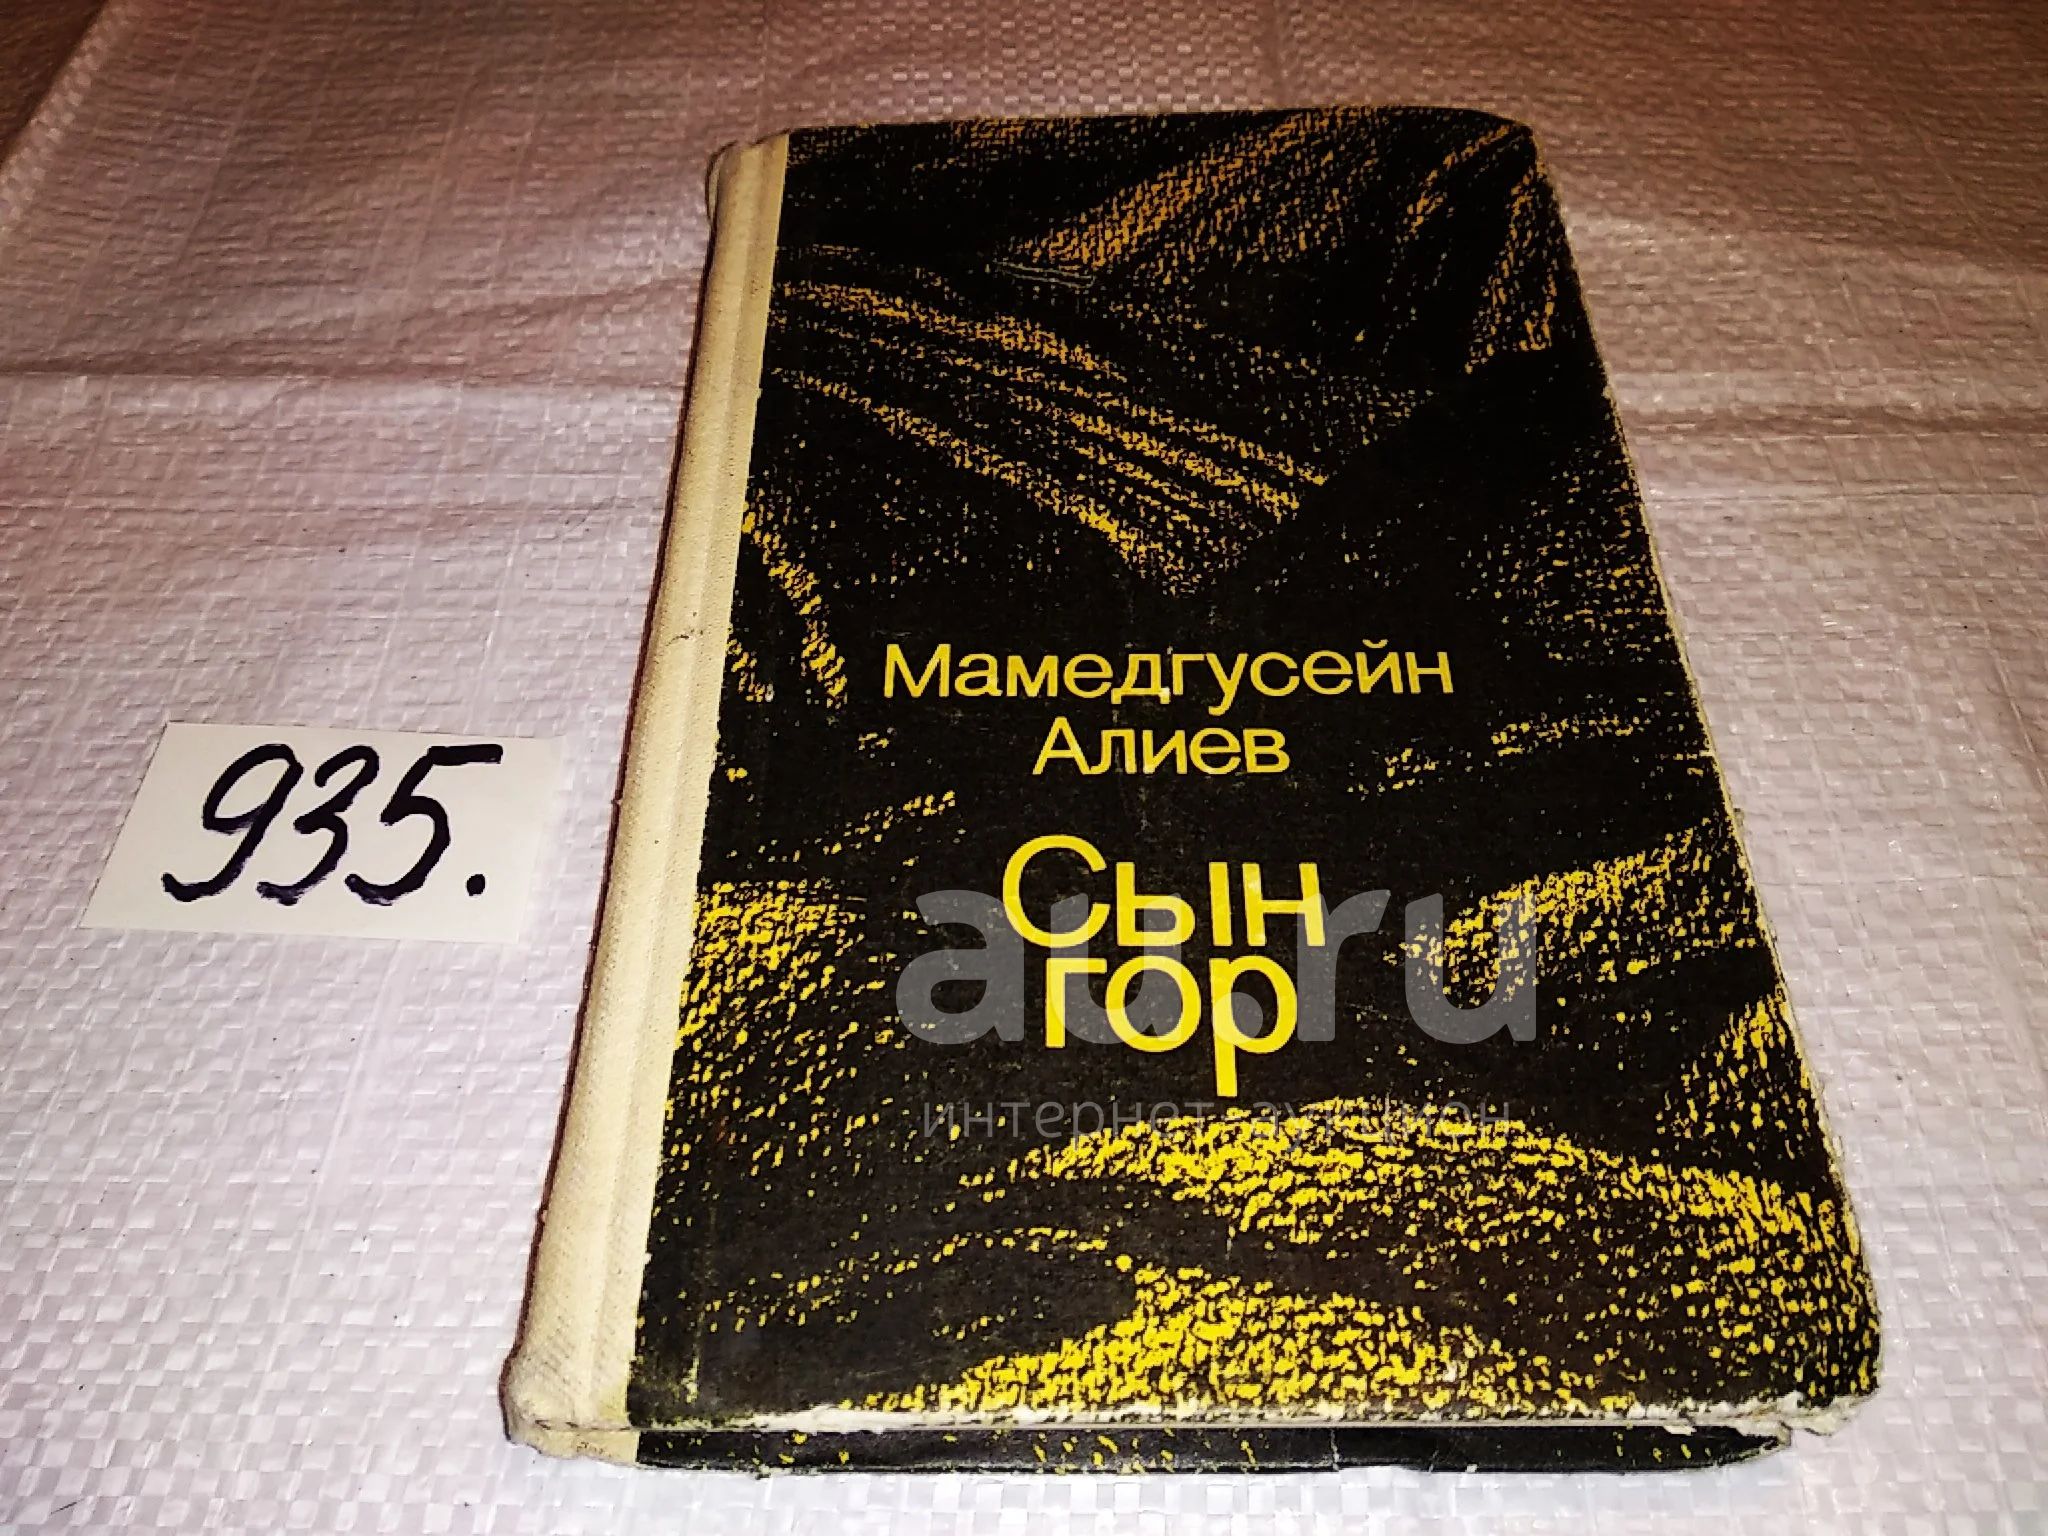 935.
Мамедгусейн
Алиев
Сын
гор
au.ru
интернет-аукцион